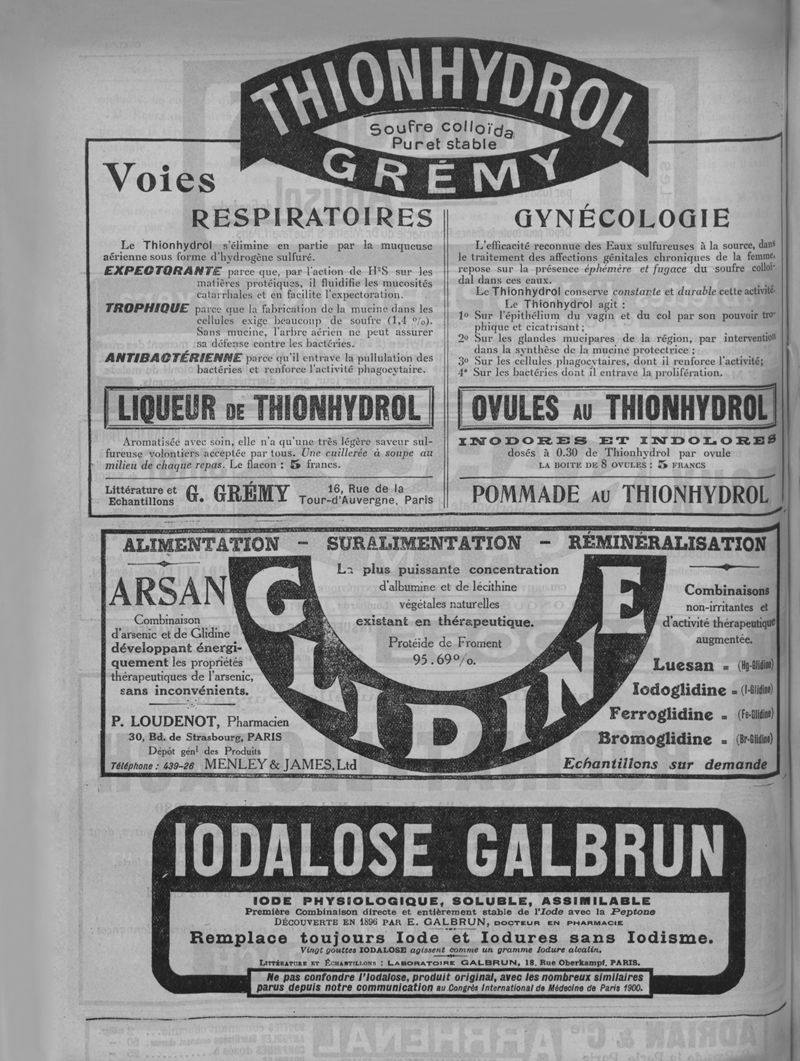 THIONHYDROL
Soufre colloïda
Pur et stable
GRÉMY
Voies
RESPIRATOIRES
Le Thionhydrol s'élimine en partie par la muqueuse
aérienne sous forme d'hydrogène sulfuré.
EXPECTORANTE parce que, par l'action de H²S sur les
matières protéiques, il fluidifie les mucosités
catarrhales et en facilite l'expectoration.
TROPHIQUE parce que la fabrication de la mucine dans les
cellules exige beaucoup de soufre (1,4 %).
Sans mucine, l'arbre aérien ne peut assurer
sa défense contre les bactéries.
ANTIBACTÉRIENNE parce qu'il entrave la pullulation des
bactéries et renforce l'activité phagocytaire.
LIQUEUR DE THIONHYDROL
Aromatisée avec soin, elle n'a qu'une très légère saveur sul-
fureuse volontiers acceptée par tous. Une cuillerée à soupe au
milieu de chaque repas. Le flacon : 5 francs.
Littérature et
Echantillons
G. GRÉMY
16, Rue de la
Tour-d'Auvergne, Paris
GYNÉCOLOGIE
L'efficacité reconnue des Eaux sulfureuses à la source, dans
le traitement des affections génitales chroniques de la femme,
repose sur la présence éphémère et fugace du soufre colloï-
dal dans ces eaux.
Le Thionhydrol conserve constante et durable cette activité.
Le Thionhydrol agit :
1º Sur l'épithélium du vagin et du col par son pouvoir tro-
phique et cicatrisant ;
2º Sur les glandes mucipares de la région, par intervention
dans la synthèse de la mucine protectrice ;
3º Sur les cellules phagocytaires, dont il renforce l'activité;
4º Sur les bactéries dont il entrave la prolifération.
OVULES AU THIONHYDROL
INODORES ET INDOLORES
dosés à 0.30 de Thionhydrol par ovule
LA BOITE DE 8 OVULES : 5 FRANCS
POMMADE AU THIONHYDROL
ALIMENTATION - SURALIMENTATION - RÉMINÉRALISATION
GLIDINE
ARSAN
Combinaison
d'arsenic et de Glidine
développant énergi-
quement les propriétés
thérapeutiques de l'arsenic,
sans inconvénients.
P. LOUDENOT, Pharmacien
30, Bd. de Strasbourg, PARIS
Dépôt génl des Produits
Téléphone : 439-26 MENLEY & JAMES, Ltd
La plus puissante concentration
d'albumine et de lécithine
végétales naturelles
existant en thérapeutique.
Protéide de Froment
95.69%.
Combinaisons
non-irritantes et
d'activité thérapeutique
augmentée.
Luesan = (Hg-Glidine)
Iodoglidine = (I-Glidine)
Ferroglidine = (Fe-Glidine)
Bromoglidine = (Br-Glidine)
Echantillons sur demande
IODALOSE GALBRUN
IODE PHYSIOLOGIQUE, SOLUBLE, ASSIMILABLE
Première Combinaison directe et entièrement stable de l'Iode avec la Peptone
DÉCOUVERTE EN 1896 PAR E. GALBRUN, DOCTEUR EN PHARMACIE
Remplace toujours Iode et Iodures sans Iodisme.
Vingt gouttes IODALOSE agissent comme un gramme Iodure alcalin.
LITTÉRATURE ET ÉCHANTILLONS : LABORATOIRE GALBRUN, 18, Rue Oberkampf, PARIS.
Ne pas confondre l'Iodalose, produit original, avec les nombreux similaires
parus depuis notre communication au Congrès International de Médecine de Paris 1900.